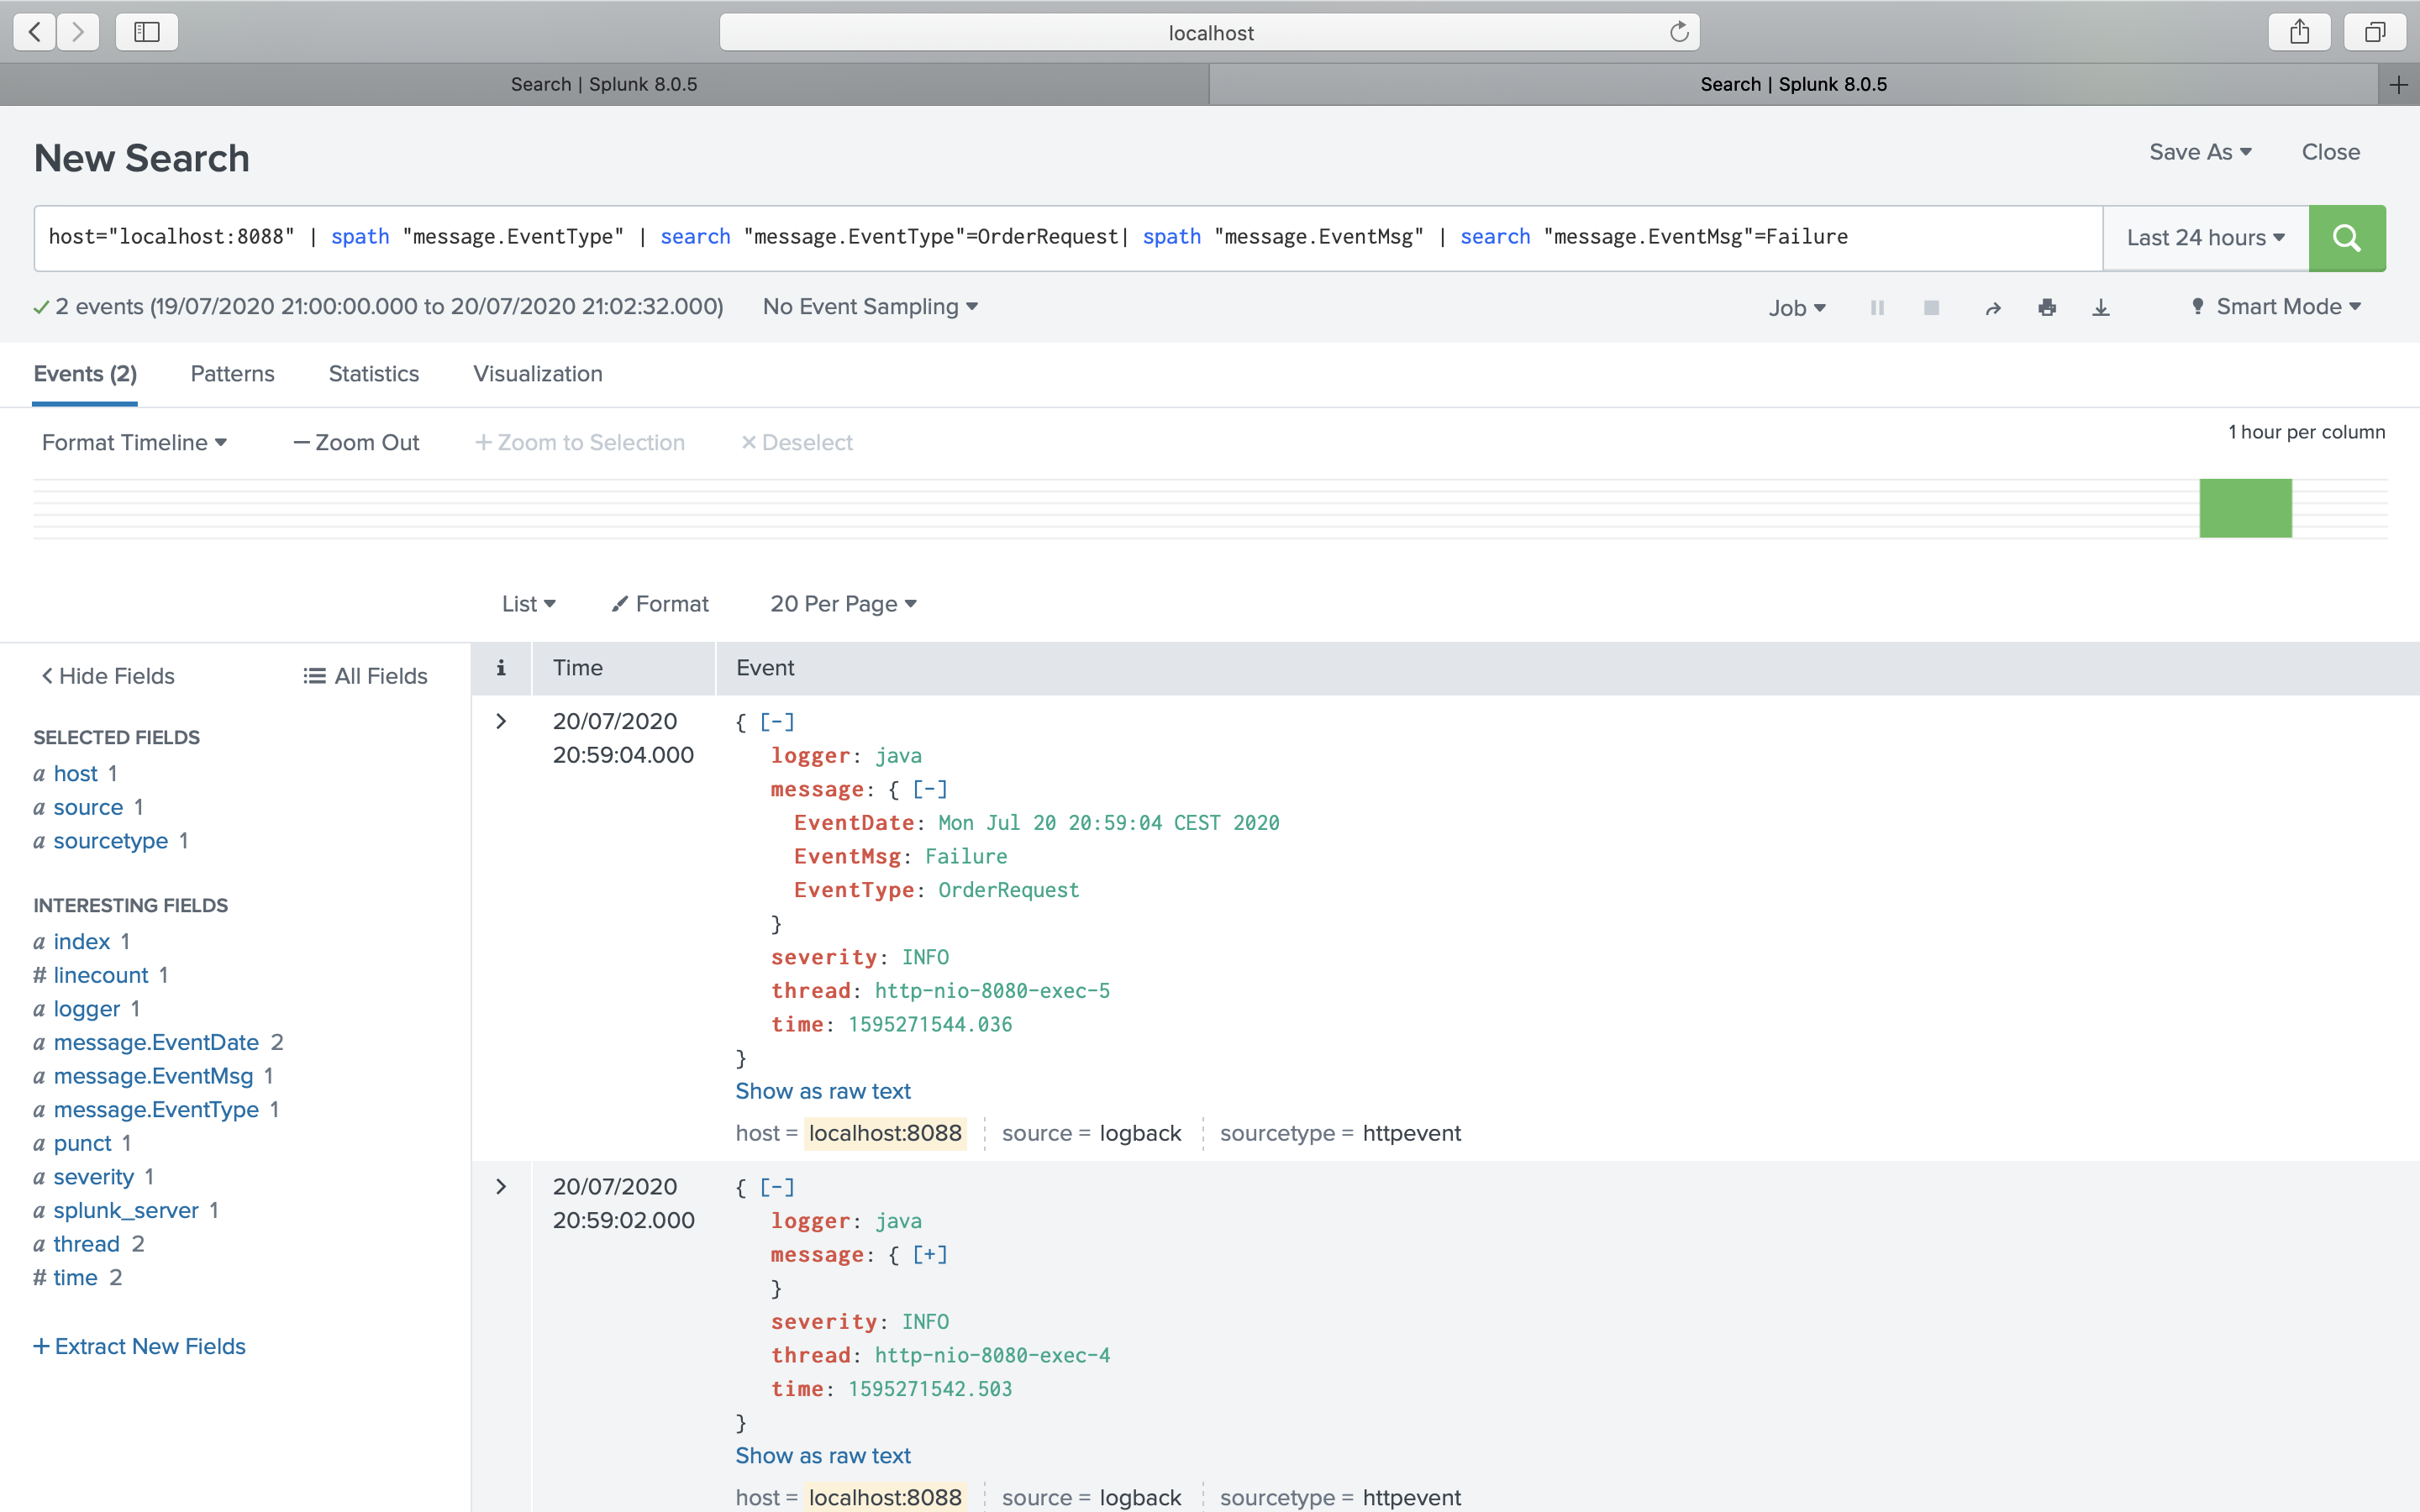 localhost
Search | Splunk 8.0.5
Search | Splunk 8.0.5
New Search
Save As
Close
host="localhost:8088" | spath "message.EventType" | search "message.EventType"=OrderRequest| spath "message.EventMsg" | search "message.EventMsg"=Failure
Last 24 hours
2 events (19/07/2020 21:00:00.000 to 20/07/2020 21:02:32.000)
No Event Sampling
Job
Smart Mode
Events (2)
Patterns
Statistics
Visualization
Format Timeline
— Zoom Out
+ Zoom to Selection
× Deselect
1 hour per column
List
Format
20 Per Page
< Hide Fields
All Fields
SELECTED FIELDS
a host 1
a source 1
a sourcetype 1
INTERESTING FIELDS
a index 1
# linecount 1
a logger 1
a message.EventDate 2
a message.EventMsg 1
a message.EventType 1
a punct 1
a severity 1
a splunk_server 1
a thread 2
# time 2
+ Extract New Fields
i
Time
Event
20/07/2020
20:59:04.000
{ [-]
logger: java
message: { [-]
EventDate: Mon Jul 20 20:59:04 CEST 2020
EventMsg: Failure
EventType: OrderRequest
}
severity: INFO
thread: http-nio-8080-exec-5
time: 1595271544.036
}
Show as raw text
host = localhost:8088
source = logback
sourcetype = httpevent
20/07/2020
20:59:02.000
{ [-]
logger: java
message: { [+]
}
severity: INFO
thread: http-nio-8080-exec-4
time: 1595271542.503
}
Show as raw text
host = localhost:8088
source = logback
sourcetype = httpevent